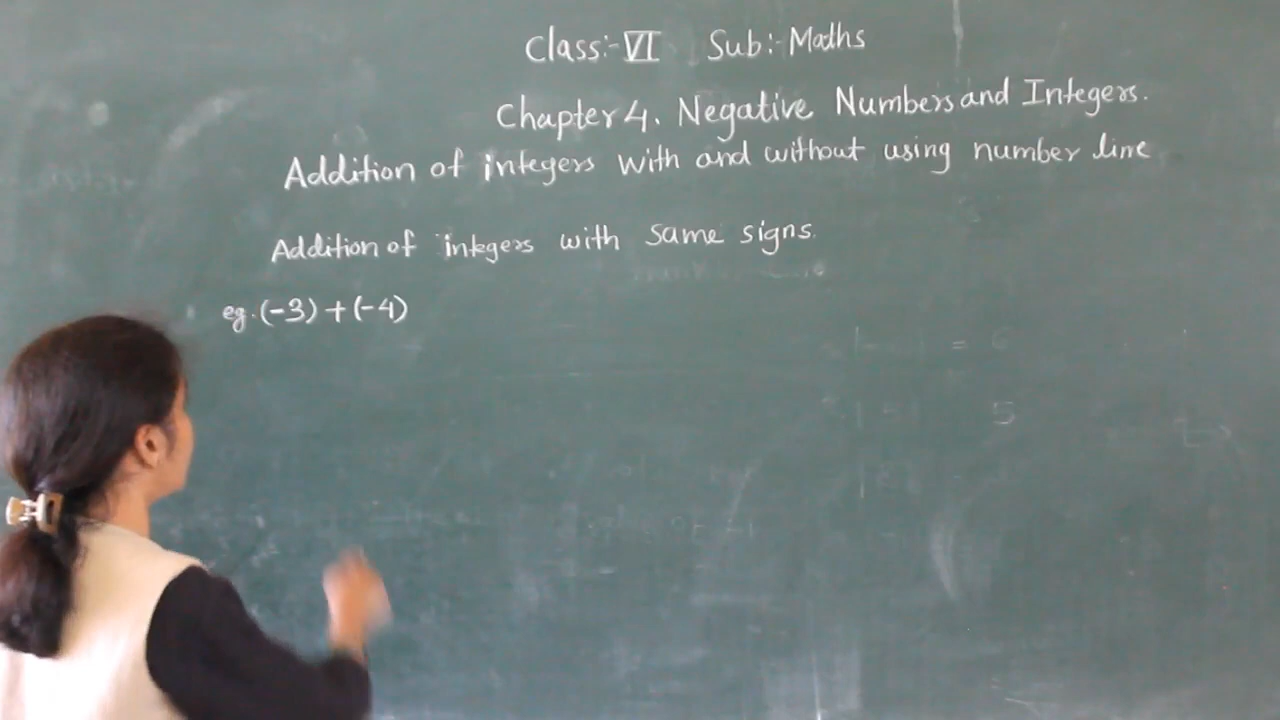 Class:- VI Sub:- Maths
Chapter 4. Negative Numbers and Integers.
Addition of integers with and without using number line
Addition of integers with same signs.
eg. (-3) + (-4)